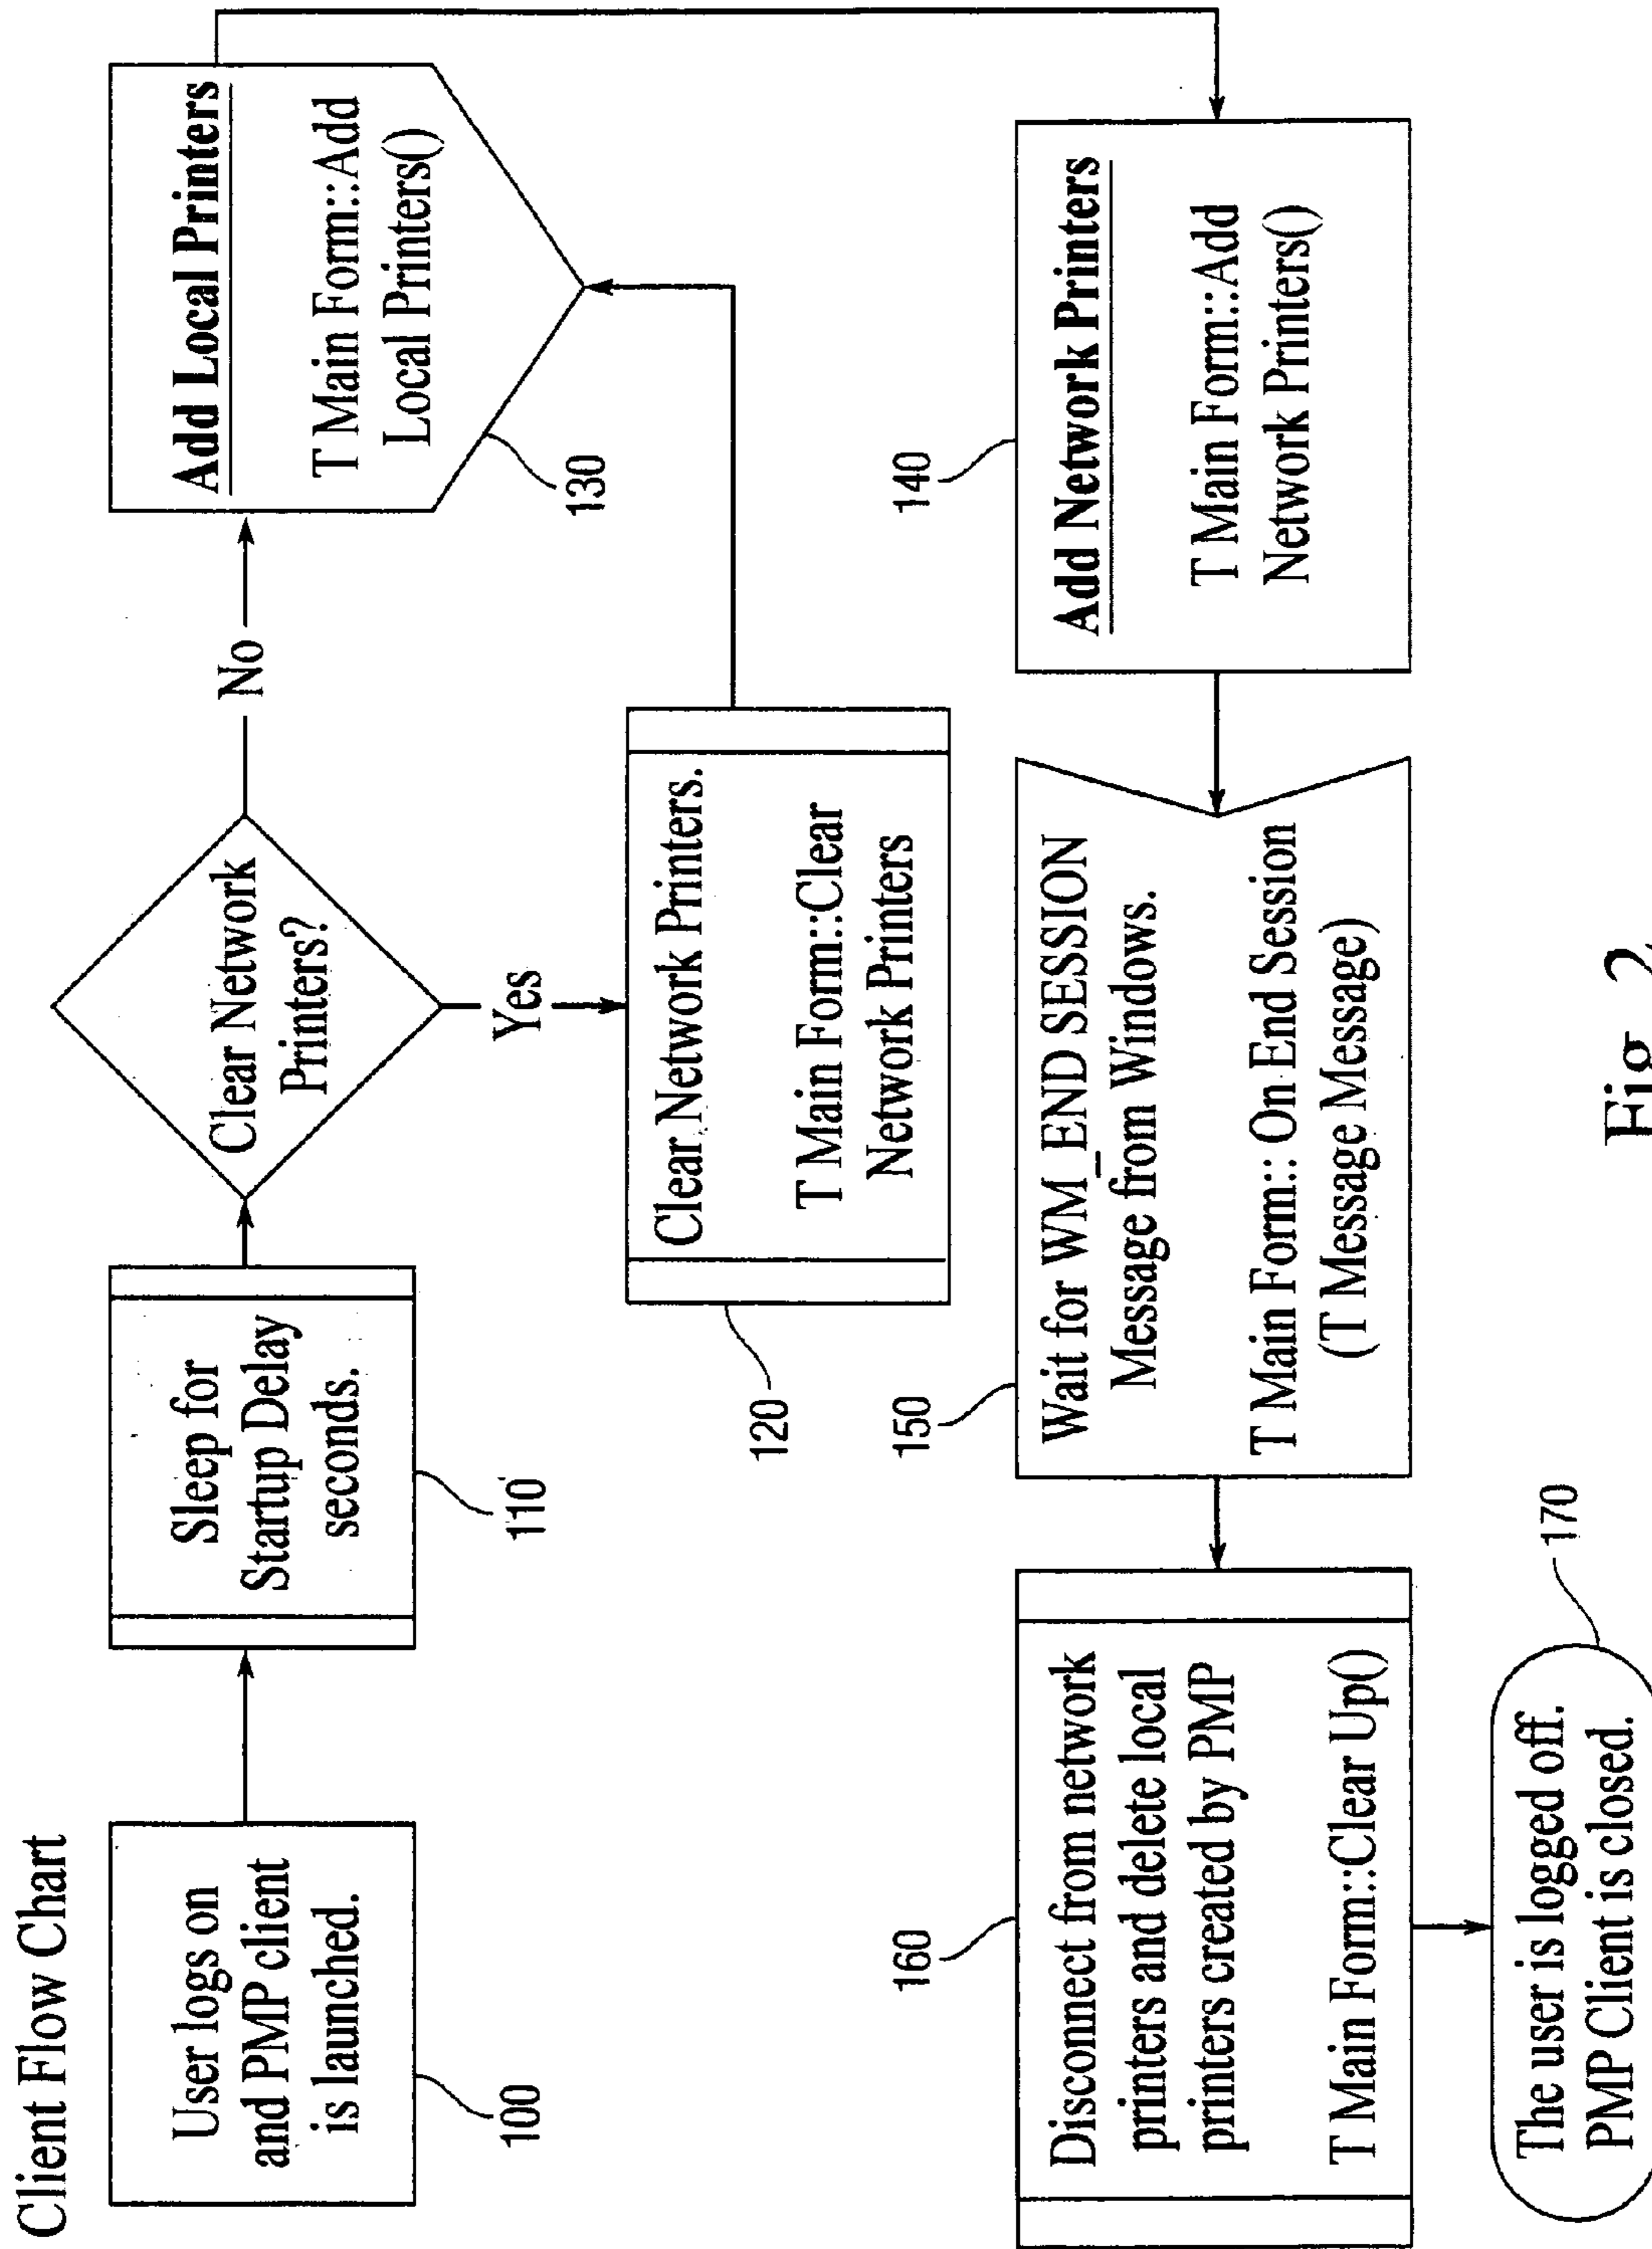 Client Flow Chart
User logs on
and PMP client
is launched.
100
Sleep for
Startup Delay
seconds.
110
Clear Network
Printers?
No
Yes
Add Local Printers
T Main Form::Add
Local Printers()
130
Clear Network Printers.
T Main Form::Clear
Network Printers
120
Add Network Printers
T Main Form::Add
Network Printers()
140
Wait for WM_END SESSION
Message from Windows.
T Main Form:: On End Session
(T Message Message)
150
Disconnect from network
printers and delete local
printers created by PMP
T Main Form::Clear Up()
160
The user is logged off.
PMP Client is closed.
170
Fig. 2